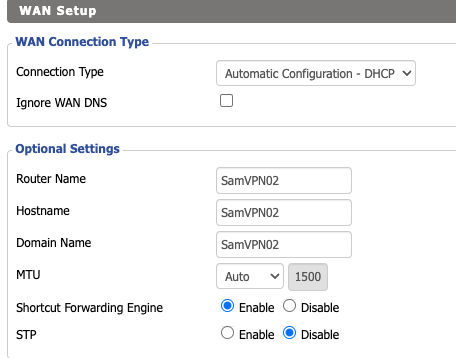 WAN Setup
WAN Connection Type
Connection Type Automatic Configuration - DHCP
Ignore WAN DNS
Optional Settings
Router Name SamVPN02
Hostname SamVPN02
Domain Name SamVPN02
MTU Auto 1500
Shortcut Forwarding Engine Enable Disable
STP Enable Disable